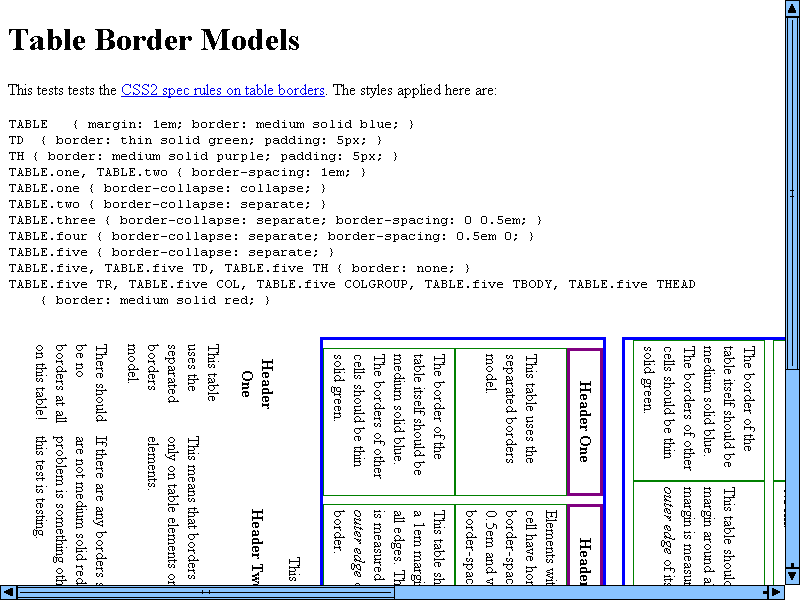 Table Border Models
This tests tests the CSS2 spec rules on table borders. The styles applied here are:
TABLE   { margin: 1em; border: medium solid blue; }
TD  { border: thin solid green; padding: 5px; }
TH { border: medium solid purple; padding: 5px; }
TABLE.one, TABLE.two { border-spacing: 1em; }
TABLE.one { border-collapse: collapse; }
TABLE.two { border-collapse: separate; }
TABLE.three { border-collapse: separate; border-spacing: 0 0.5em; }
TABLE.four { border-collapse: separate; border-spacing: 0.5em 0; }
TABLE.five { border-collapse: separate; }
TABLE.five, TABLE.five TD, TABLE.five TH { border: none; }
TABLE.five TR, TABLE.five COL, TABLE.five COLGROUP, TABLE.five TBODY, TABLE.five THEAD
    { border: medium solid red; }
The border of the
table itself should be
medium solid blue.
The borders of other
cells should be thin
solid green.
This table shoul
margin around a
margin is measu
outer edge of its
Header One
This table uses the
separated borders
model.
The border of the
table itself should be
medium solid blue.
The borders of other
cells should be thin
solid green.
Header
Elements wit
cell have hor
border-spac
0.5em and v
border-spac
This table sh
a 1em margi
all edges. Th
is measured
outer edge
border.
This
Header
One
This table
uses the
separated
borders
model.
There should
be no
borders at all
on this table!
Header Tw
This means that borders
only on table elements or
elements.
If there are any borders s
are not medium solid red
problem is something oth
this test is testing.